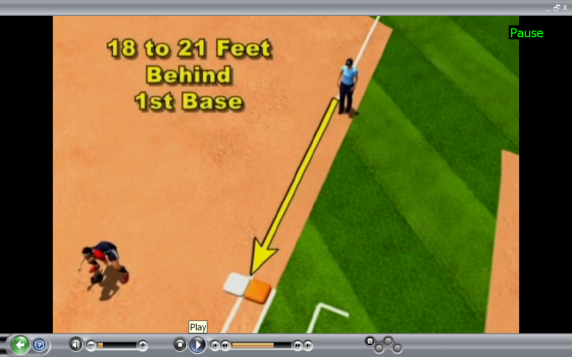 Pause
18 to 21 Feet
Behind
1st Base
Play